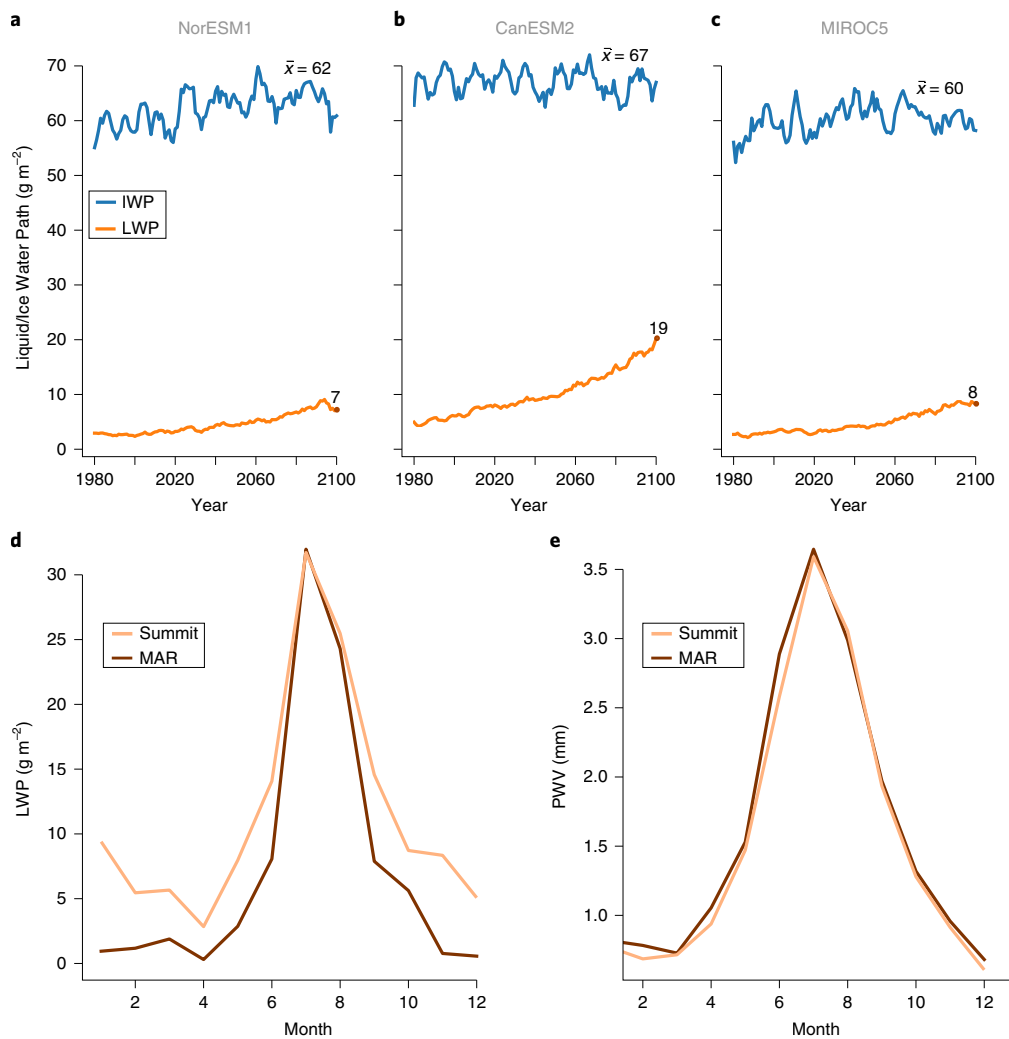 a
NorESM1
b
CanESM2
c
MIROC5
Liquid/Ice Water Path (g m−2)
70
60
50
40
30
20
10
0
x̄ = 62
x̄ = 67
x̄ = 60
IWP
LWP
7
19
8
1980 2020 2060 2100
1980 2020 2060 2100
1980 2020 2060 2100
Year
Year
Year
d
LWP (g m−2)
30
25
20
15
10
5
0
Summit
MAR
2 4 6 8 10 12
Month
e
PWV (mm)
3.5
3.0
2.5
2.0
1.5
1.0
Summit
MAR
2 4 6 8 10 12
Month